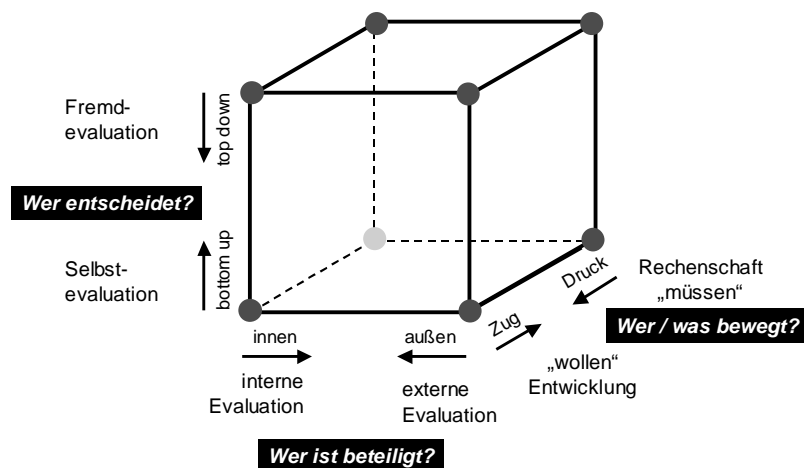 Fremd-
evaluation
top down
Wer entscheidet?
Selbst-
evaluation
bottom up
innen
außen
interne
Evaluation
externe
Evaluation
Wer ist beteiligt?
Zug
Druck
„wollen“
Entwicklung
Rechenschaft
„müssen“
Wer / was bewegt?